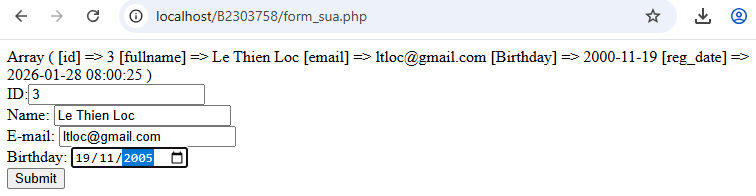 localhost/B2303758/form_sua.php
Array ( [id] => 3 [fullname] => Le Thien Loc [email] => ltloc@gmail.com [Birthday] => 2000-11-19 [reg_date] =>
2026-01-28 08:00:25 )
ID:3
Name: Le Thien Loc
E-mail: ltloc@gmail.com
Birthday: 19/11/2005
Submit